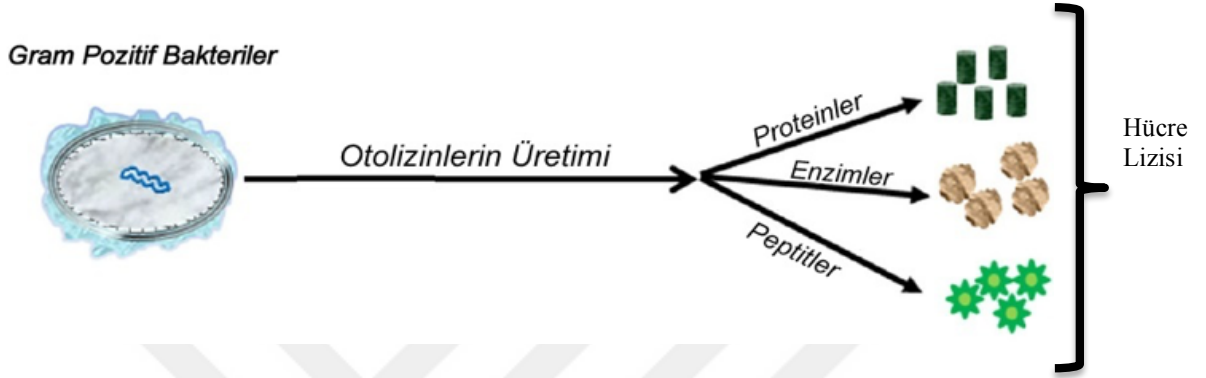 Gram Pozitif Bakteriler
Otolizinlerin Üretimi
Proteinler
Enzimler
Peptitler
Hücre
Lizisi